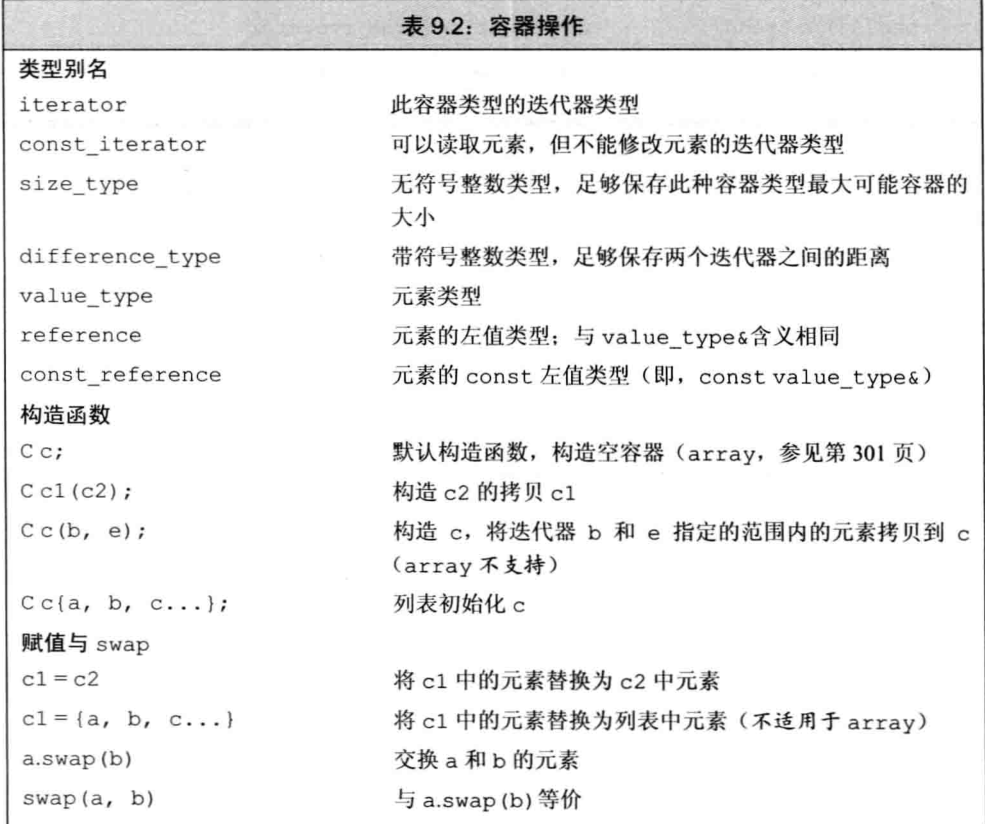 表 9.2：容器操作
类型别名
iterator 此容器类型的迭代器类型
const_iterator 可以读取元素，但不能修改元素的迭代器类型
size_type 无符号整数类型，足够保存此种容器类型最大可能容器的
大小
difference_type 带符号整数类型，足够保存两个迭代器之间的距离
value_type 元素类型
reference 元素的左值类型；与 value_type&含义相同
const_reference 元素的 const 左值类型（即，const value_type&）
构造函数
C c; 默认构造函数，构造空容器（array，参见第 301 页）
C c1(c2); 构造 c2 的拷贝 c1
C c(b, e); 构造 c，将迭代器 b 和 e 指定的范围内的元素拷贝到 c
（array 不支持）
C c{a, b, c...}; 列表初始化 c
赋值与 swap
c1 = c2 将 c1 中的元素替换为 c2 中元素
c1 = {a, b, c...} 将 c1 中的元素替换为列表中元素（不适用于 array）
a.swap(b) 交换 a 和 b 的元素
swap(a, b) 与 a.swap(b)等价